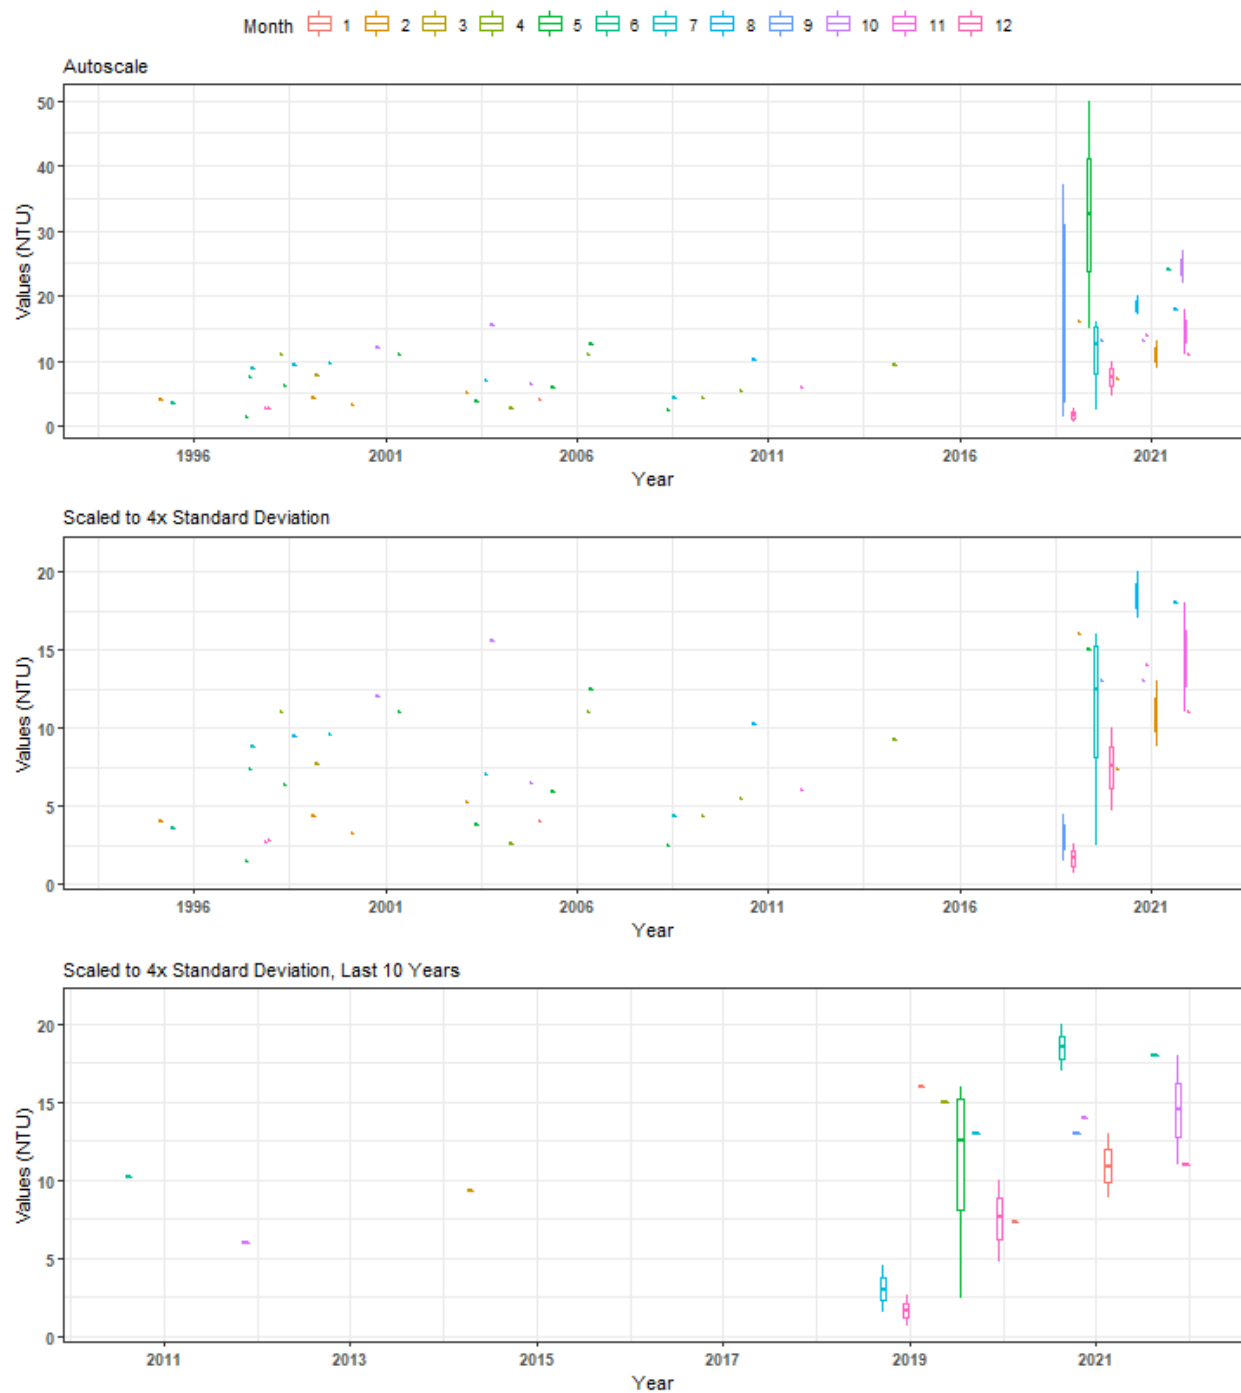 Month 1 2 3 4 5 6 7 8 9 10 11 12
Autoscale
50
40
30
20
10
0
Values (NTU)
1996 2001 2006 2011 2016 2021
Year
Scaled to 4x Standard Deviation
20
15
10
5
0
Values (NTU)
1996 2001 2006 2011 2016 2021
Year
Scaled to 4x Standard Deviation, Last 10 Years
20
15
10
5
0
Values (NTU)
2011 2013 2015 2017 2019 2021
Year